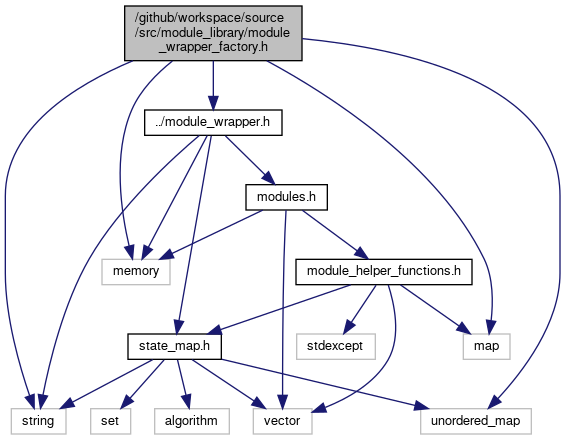 /github/workspace/source
/src/module_library/module
_wrapper_factory.h
../module_wrapper.h
modules.h
memory
module_helper_functions.h
stdexcept
map
state_map.h
string
set
algorithm
vector
unordered_map